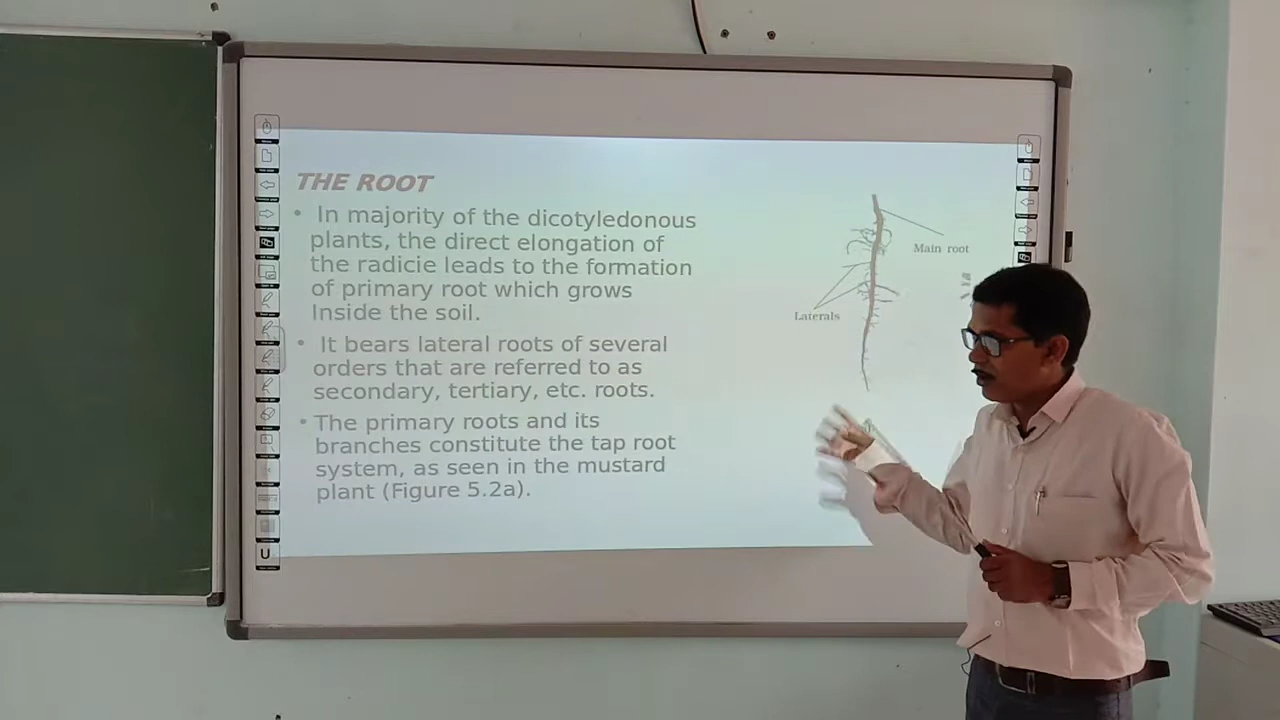 THE ROOT
• In majority of the dicotyledonous
plants, the direct elongation of
the radicie leads to the formation
of primary root which grows
Inside the soil.
• It bears lateral roots of several
orders that are referred to as
secondary, tertiary, etc. roots.
• The primary roots and its
branches constitute the tap root
system, as seen in the mustard
plant (Figure 5.2a).
Main root
Laterals